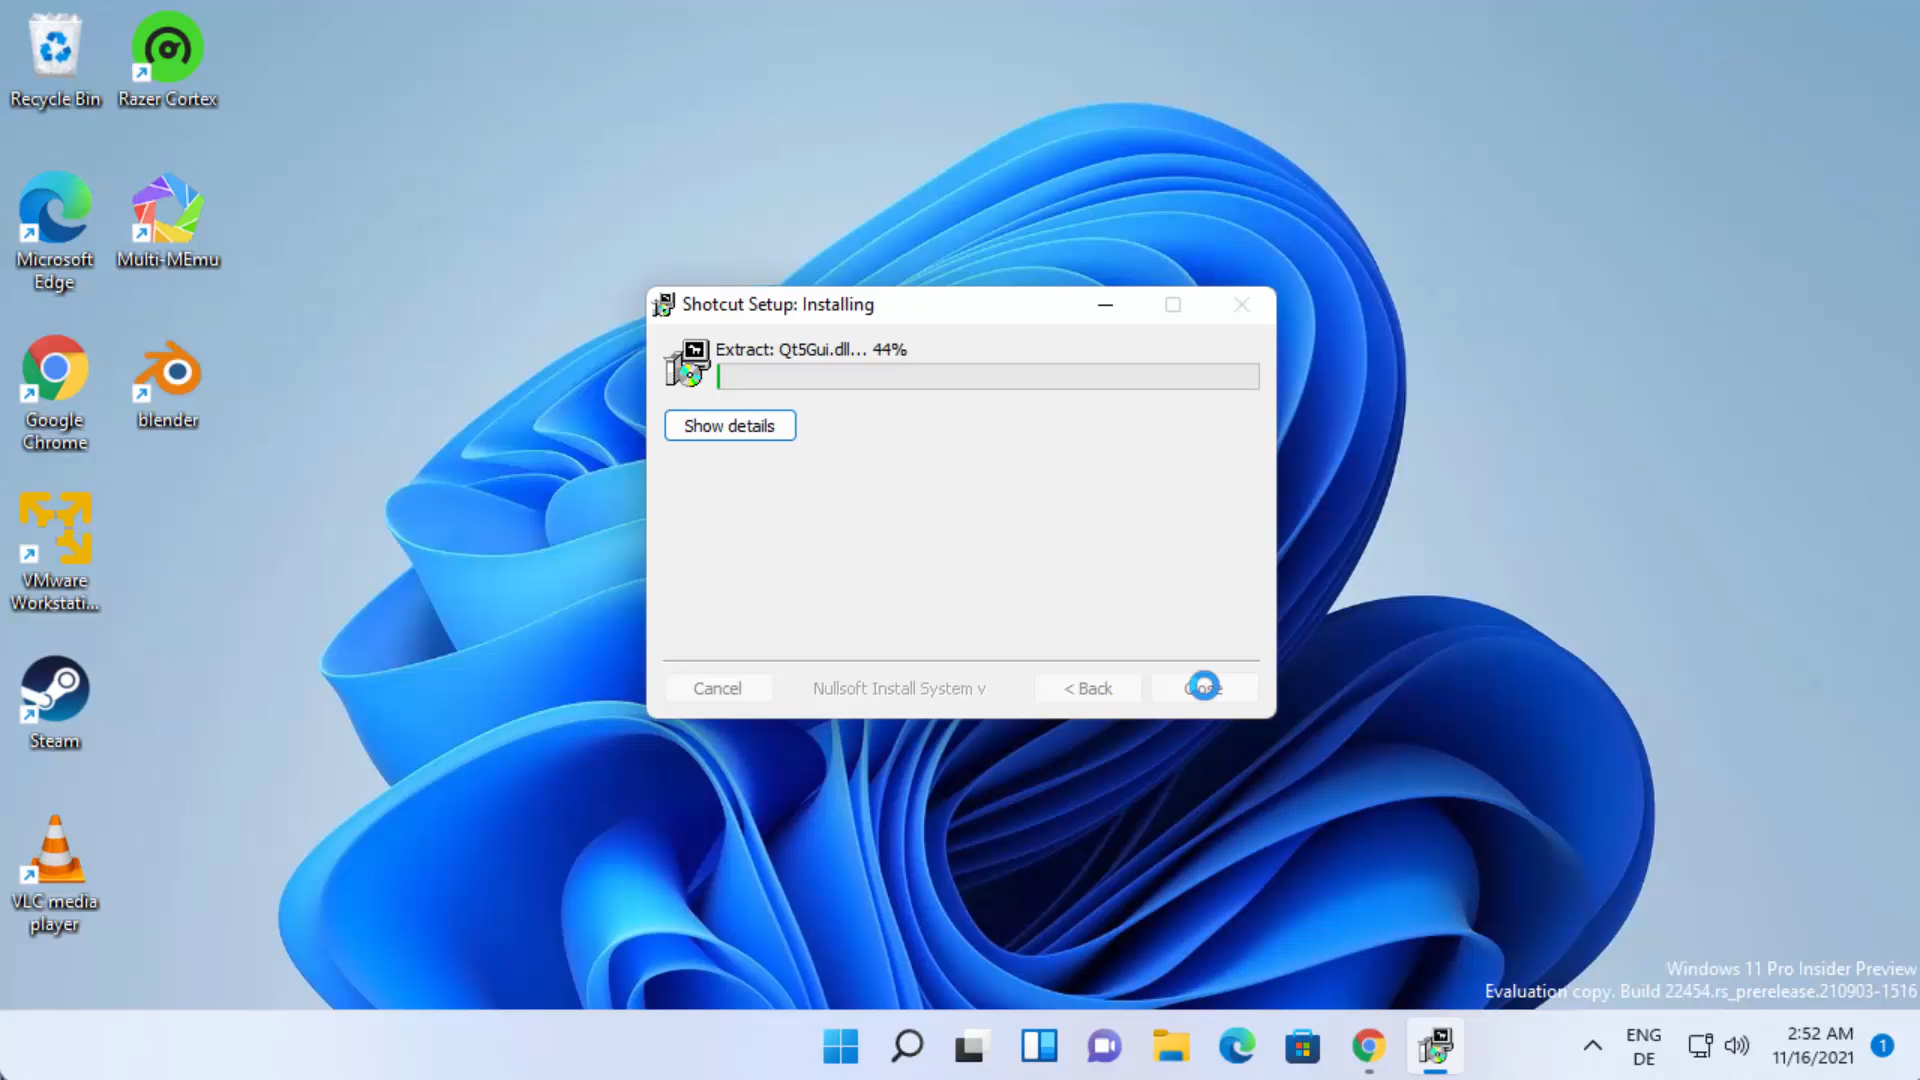 Recycle Bin
Razer Cortex
Microsoft
Edge
Multi-MEmu
Google
Chrome
blender
VMware
Workstati...
Steam
VLC media
player
Shotcut Setup: Installing
Extract: Qt5Gui.dll... 44%
Show details
Cancel
Nullsoft Install System v
< Back
Close
Windows 11 Pro Insider Preview
Evaluation copy. Build 22454.rs_prerelease.210903-1516
ENG
DE
2:52 AM
11/16/2021
1